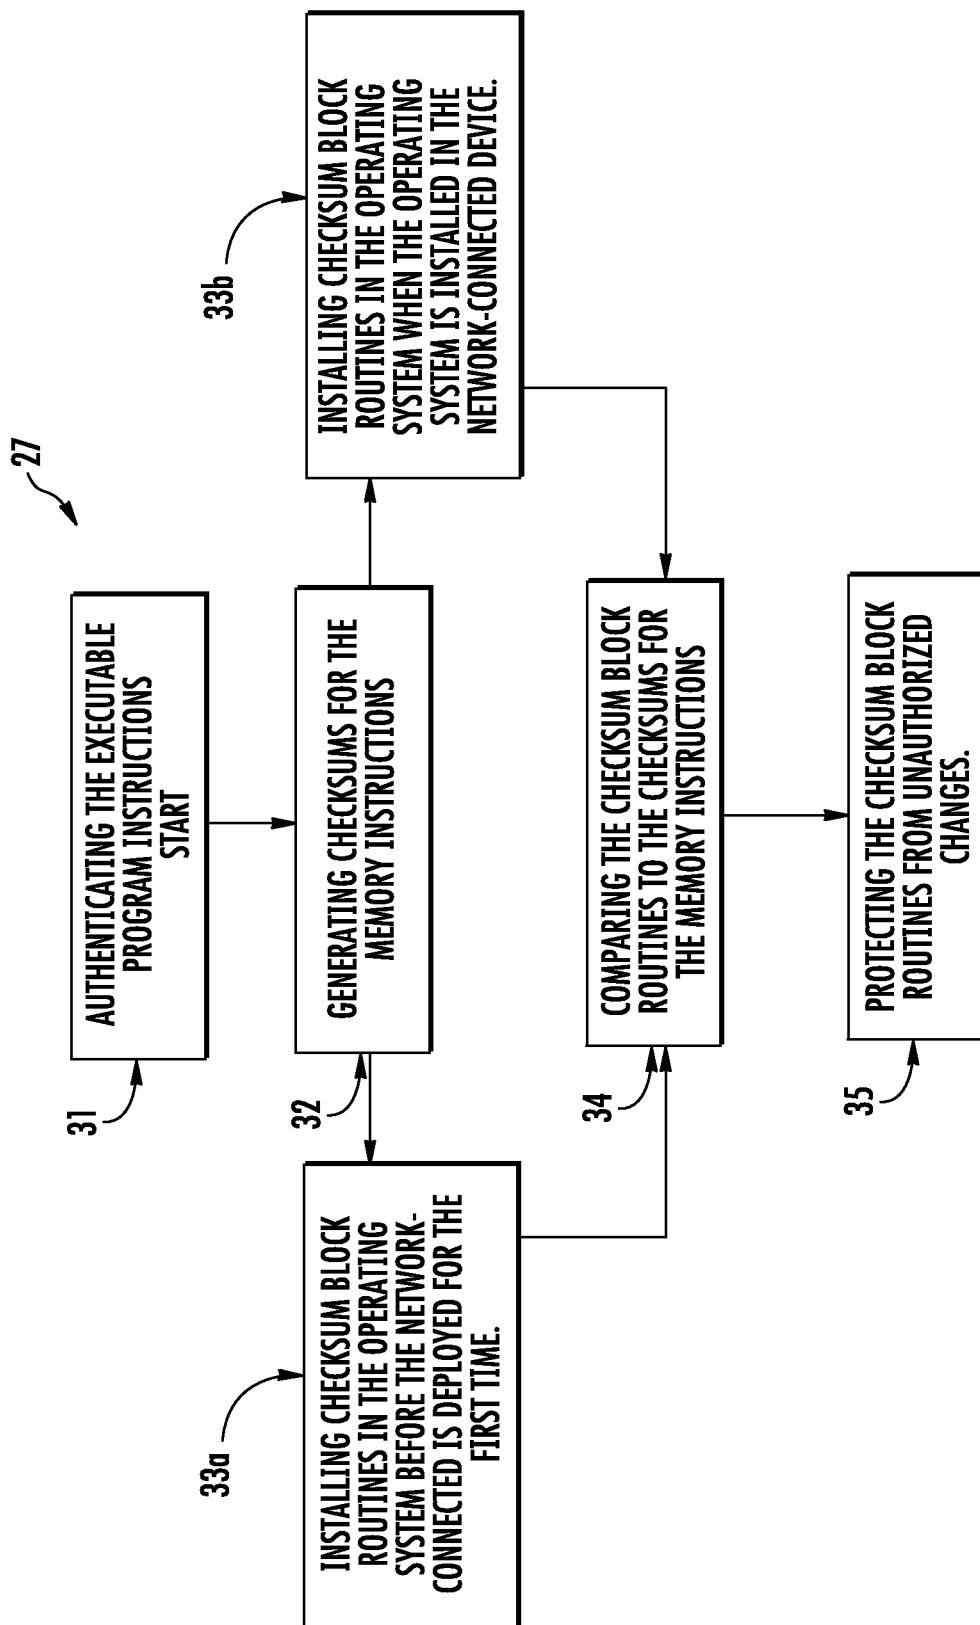 27
31
AUTHENTICATING THE EXECUTABLE
PROGRAM INSTRUCTIONS
START
32
GENERATING CHECKSUMS FOR THE
MEMORY INSTRUCTIONS
33a
INSTALLING CHECKSUM BLOCK
ROUTINES IN THE OPERATING
SYSTEM BEFORE THE NETWORK-
CONNECTED IS DEPLOYED FOR THE
FIRST TIME.
33b
INSTALLING CHECKSUM BLOCK
ROUTINES IN THE OPERATING
SYSTEM WHEN THE OPERATING
SYSTEM IS INSTALLED IN THE
NETWORK-CONNECTED DEVICE.
34
COMPARING THE CHECKSUM BLOCK
ROUTINES TO THE CHECKSUMS FOR
THE MEMORY INSTRUCTIONS
35
PROTECTING THE CHECKSUM BLOCK
ROUTINES FROM UNAUTHORIZED
CHANGES.